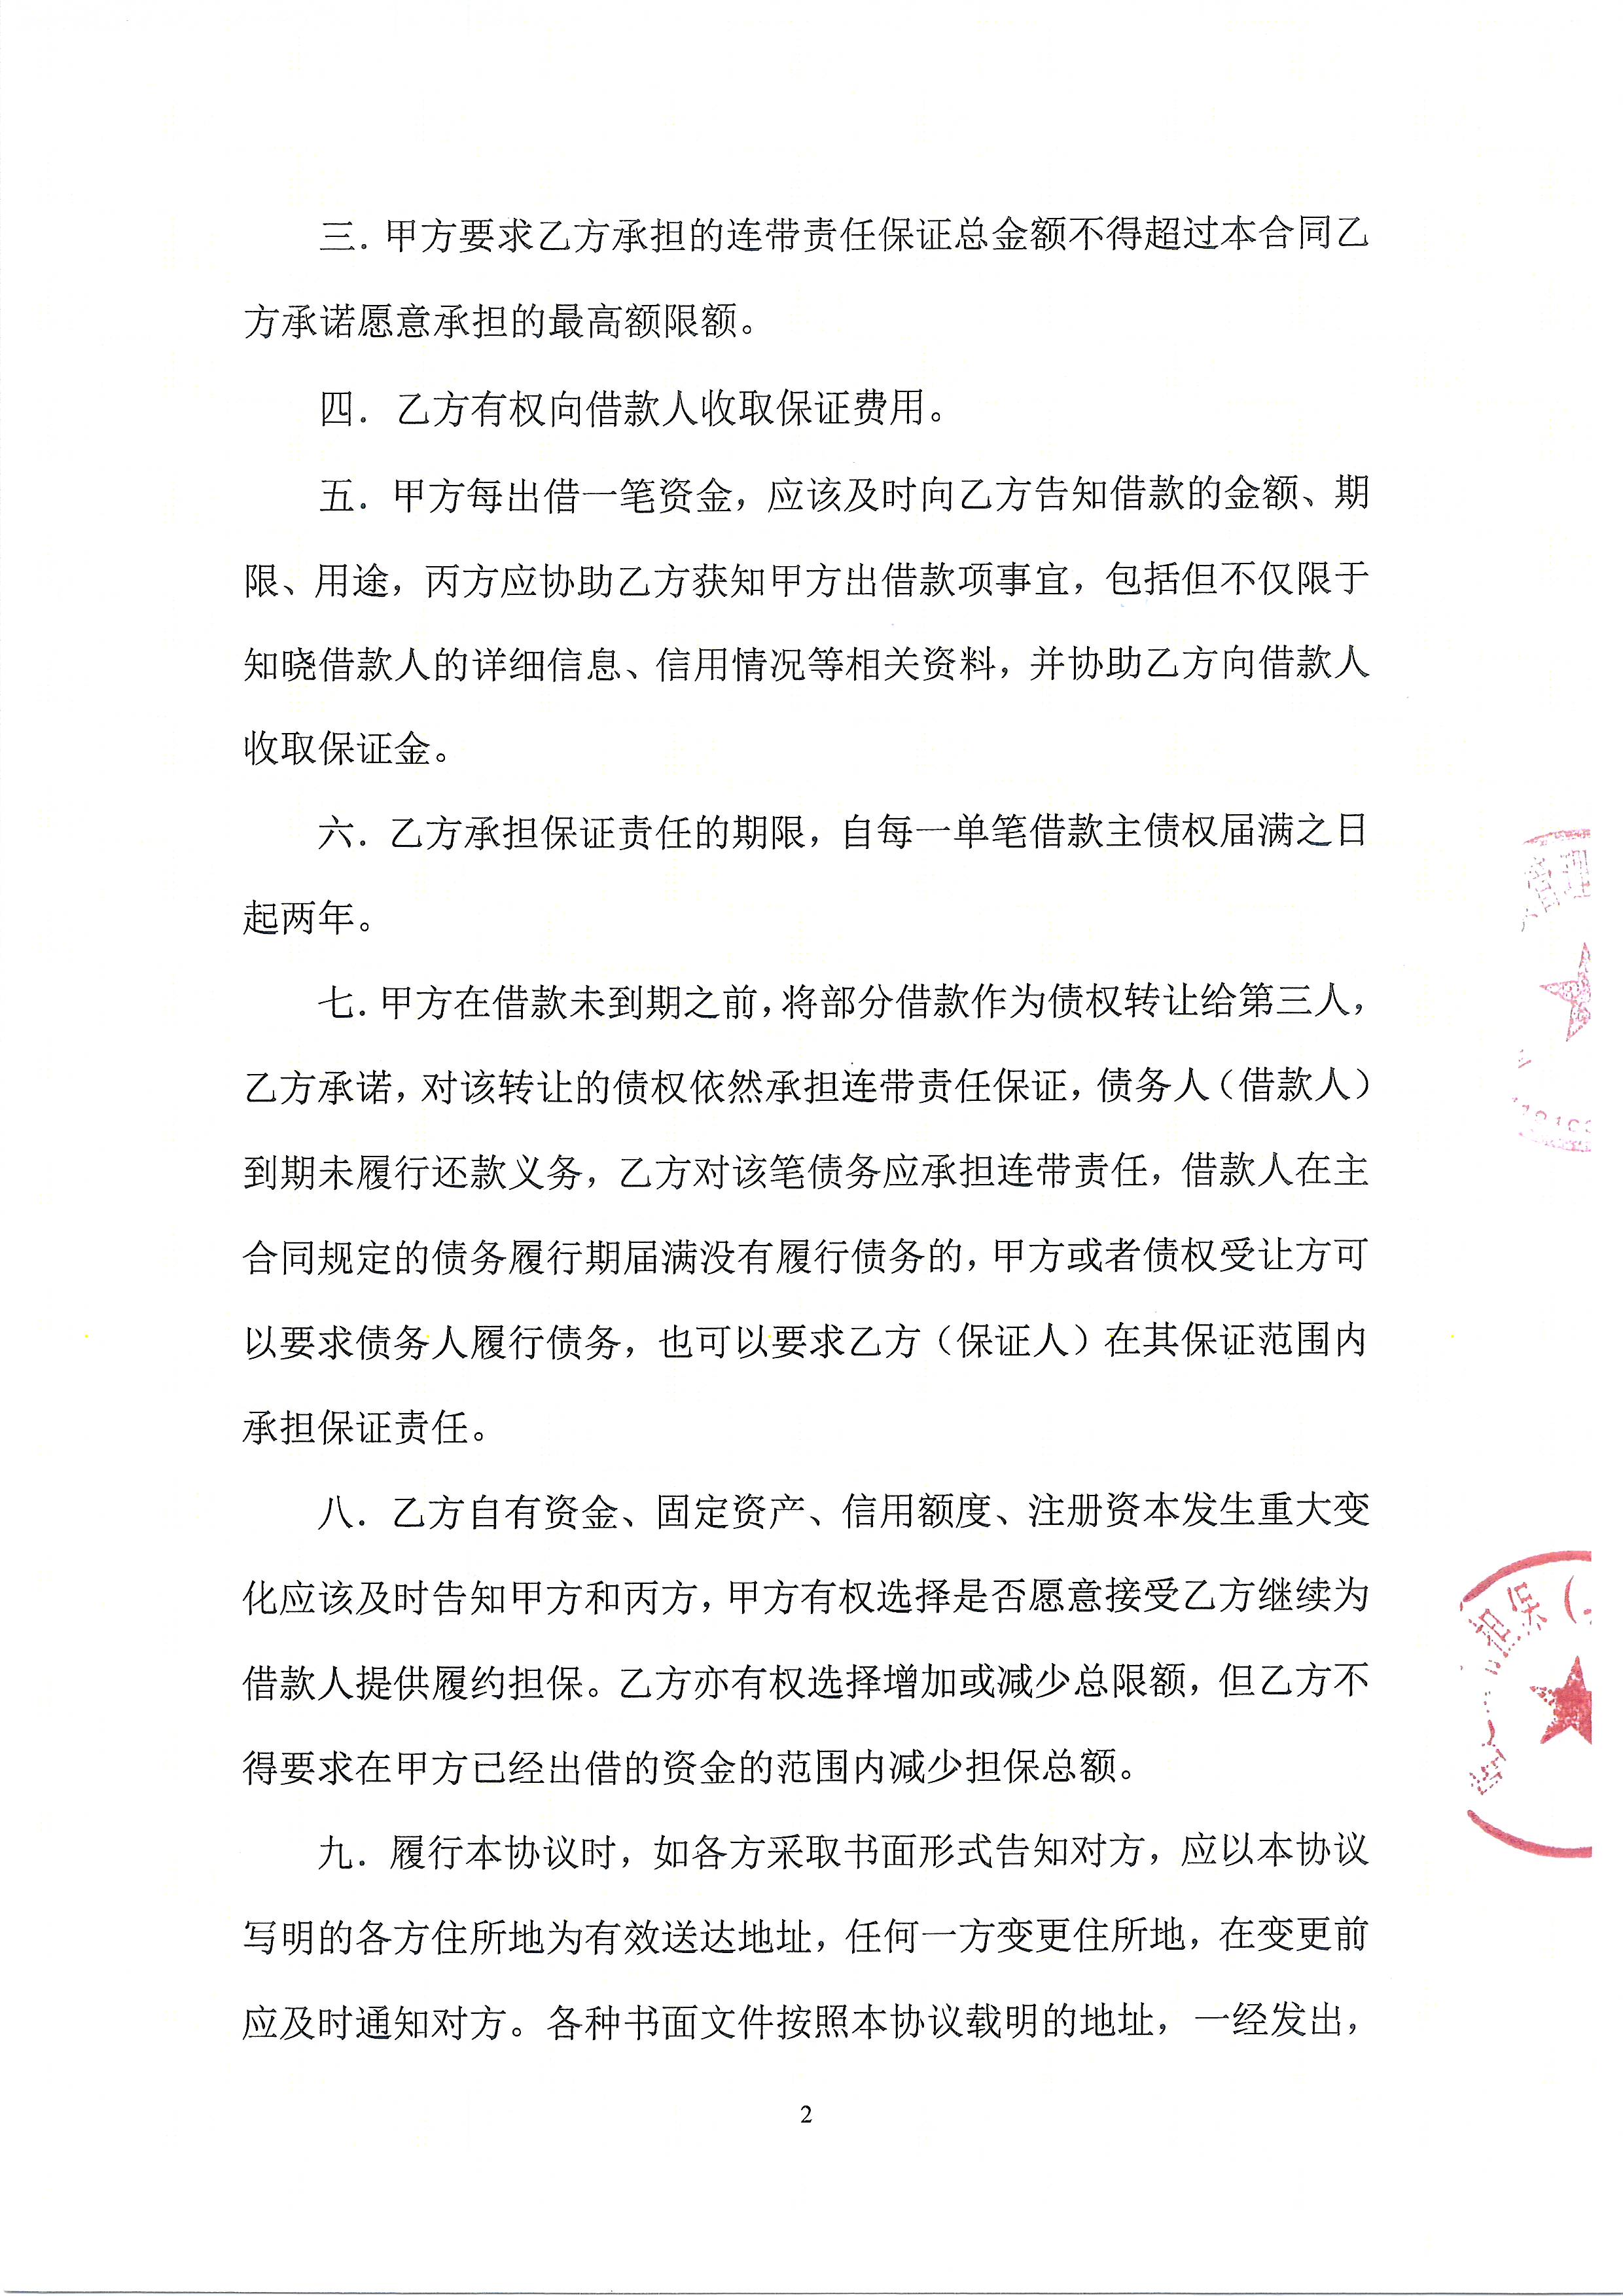 三．甲方要求乙方承担的连带责任保证总金额不得超过本合同乙
方承诺愿意承担的最高额限额。
四．乙方有权向借款人收取保证费用。
五．甲方每出借一笔资金，应该及时向乙方告知借款的金额、期
限、用途，丙方应协助乙方获知甲方出借款项事宜，包括但不仅限于
知晓借款人的详细信息、信用情况等相关资料，并协助乙方向借款人
收取保证金。
六．乙方承担保证责任的期限，自每一单笔借款主债权届满之日
起两年。
七．甲方在借款未到期之前，将部分借款作为债权转让给第三人，
乙方承诺，对该转让的债权依然承担连带责任保证，债务人（借款人）
到期未履行还款义务，乙方对该笔债务应承担连带责任，借款人在主
合同规定的债务履行期届满没有履行债务的，甲方或者债权受让方可
以要求债务人履行债务，也可以要求乙方（保证人）在其保证范围内
承担保证责任。
八．乙方自有资金、固定资产、信用额度、注册资本发生重大变
化应该及时告知甲方和丙方，甲方有权选择是否愿意接受乙方继续为
借款人提供履约担保。乙方亦有权选择增加或减少总限额，但乙方不
得要求在甲方已经出借的资金的范围内减少担保总额。
九．履行本协议时，如各方采取书面形式告知对方，应以本协议
写明的各方住所地为有效送达地址，任何一方变更住所地，在变更前
应及时通知对方。各种书面文件按照本协议载明的地址，一经发出，
2
管理
担保（